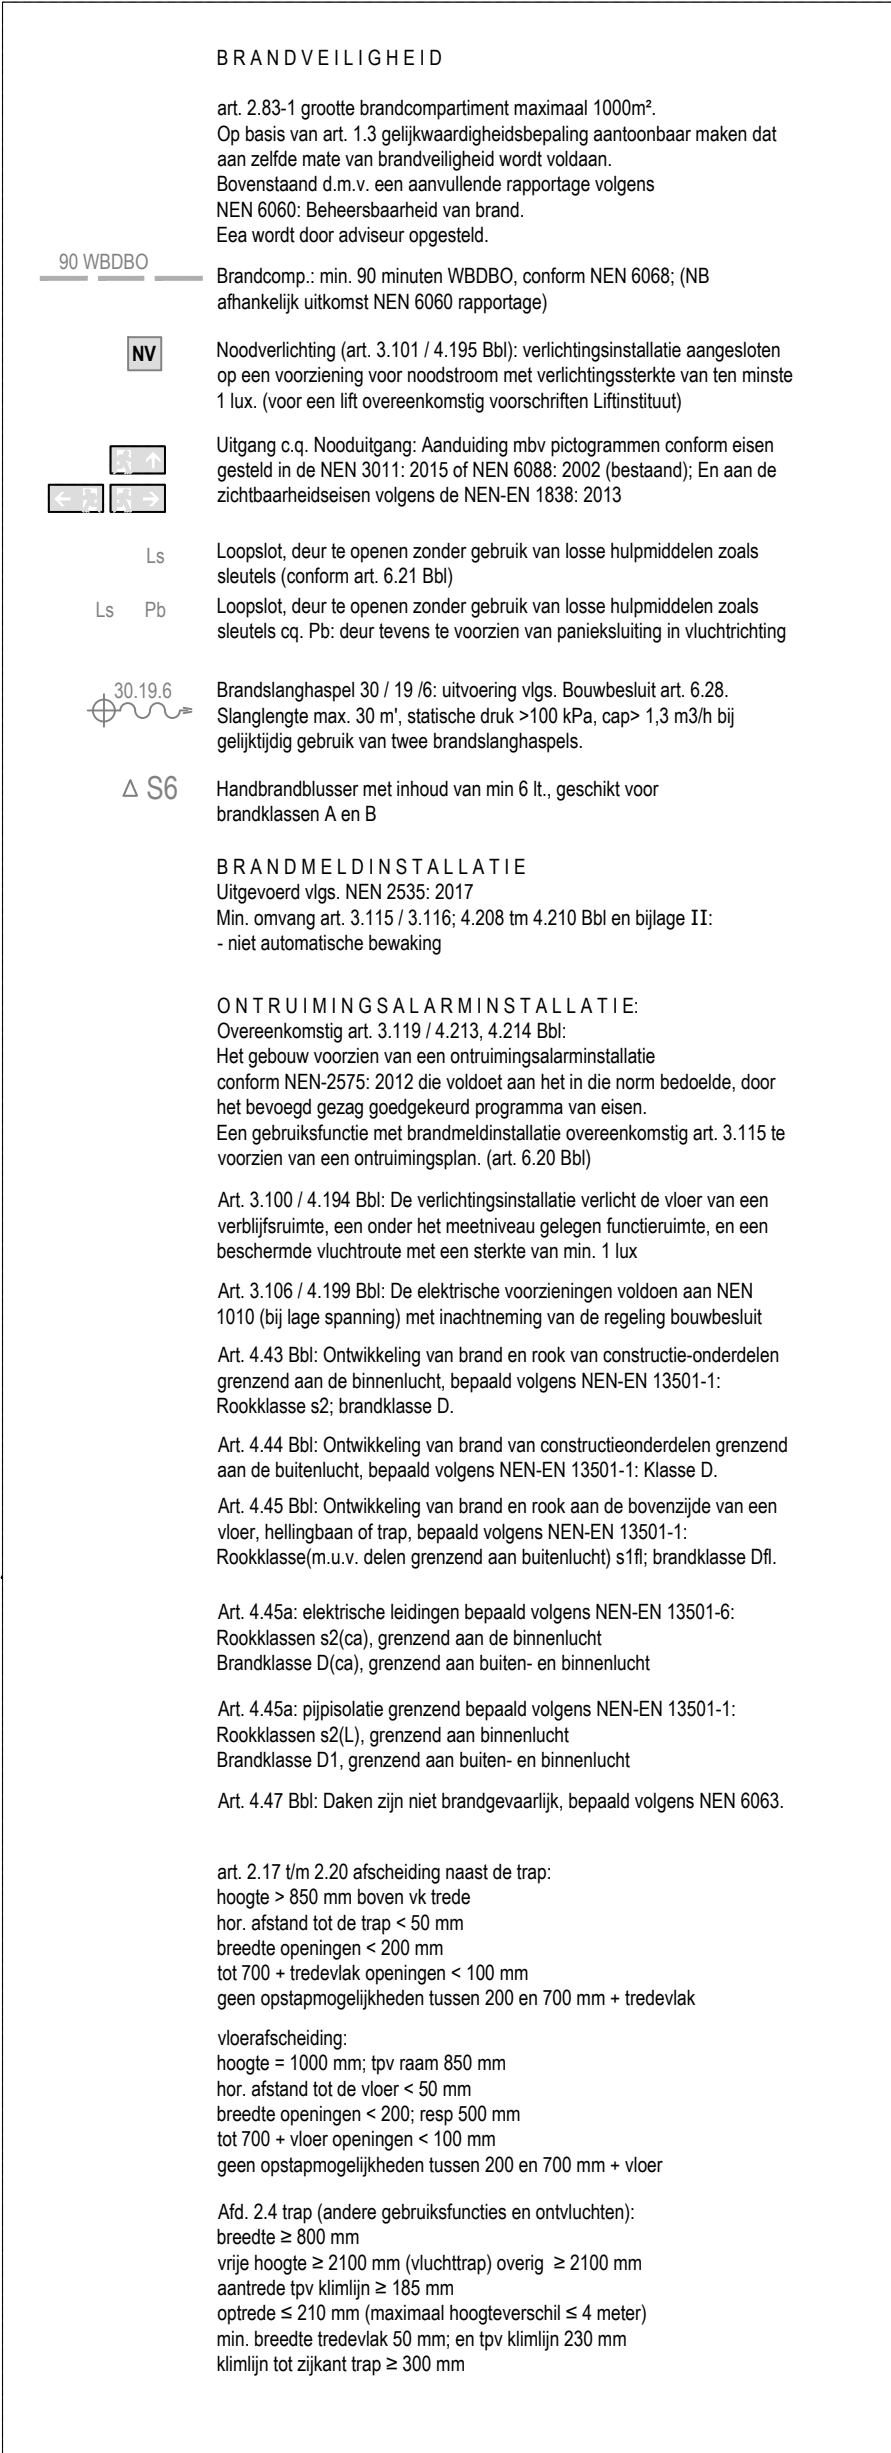 BRANDVEILIGHEID
art. 2.83-1 grootte brandcompartiment maximaal 1000m².
Op basis van art. 1.3 gelijkwaardigheidsbepaling aantoonbaar maken dat
aan zelfde mate van brandveiligheid wordt voldaan.
Bovenstaand d.m.v. een aanvullende rapportage volgens
NEN 6060: Beheersbaarheid van brand.
Eea wordt door adviseur opgesteld.
90 WBDBO
Brandcomp.: min. 90 minuten WBDBO, conform NEN 6068; (NB
afhankelijk uitkomst NEN 6060 rapportage)
NV
Noodverlichting (art. 3.101 / 4.195 Bbl): verlichtingsinstallatie aangesloten
op een voorziening voor noodstroom met verlichtingssterkte van ten minste
1 lux. (voor een lift overeenkomstig voorschriften Liftinstituut)
Uitgang c.q. Nooduitgang: Aanduiding mbv pictogrammen conform eisen
gesteld in de NEN 3011: 2015 of NEN 6088: 2002 (bestaand); En aan de
zichtbaarheidseisen volgens de NEN-EN 1838: 2013
Ls
Loopslot, deur te openen zonder gebruik van losse hulpmiddelen zoals
sleutels (conform art. 6.21 Bbl)
Ls Pb
Loopslot, deur te openen zonder gebruik van losse hulpmiddelen zoals
sleutels cq. Pb: deur tevens te voorzien van panieksluiting in vluchtrichting
30.19.6
Brandslanghaspel 30 / 19 /6: uitvoering vlgs. Bouwbesluit art. 6.28.
Slanglengte max. 30 m', statische druk >100 kPa, cap> 1,3 m3/h bij
gelijktijdig gebruik van twee brandslanghaspels.
Δ S6
Handbrandblusser met inhoud van min 6 lt., geschikt voor
brandklassen A en B
BRANDMELDINSTALLATIE
Uitgevoerd vlgs. NEN 2535: 2017
Min. omvang art. 3.115 / 3.116; 4.208 tm 4.210 Bbl en bijlage II:
- niet automatische bewaking
ONTRUIMINGSALARMINSTALLATIE:
Overeenkomstig art. 3.119 / 4.213, 4.214 Bbl:
Het gebouw voorzien van een ontruimingsalarminstallatie
conform NEN-2575: 2012 die voldoet aan het in die norm bedoelde, door
het bevoegd gezag goedgekeurd programma van eisen.
Een gebruiksfunctie met brandmeldinstallatie overeenkomstig art. 3.115 te
voorzien van een ontruimingsplan. (art. 6.20 Bbl)
Art. 3.100 / 4.194 Bbl: De verlichtingsinstallatie verlicht de vloer van een
verblijfsruimte, een onder het meetniveau gelegen functieruimte, en een
beschermde vluchtroute met een sterkte van min. 1 lux
Art. 3.106 / 4.199 Bbl: De elektrische voorzieningen voldoen aan NEN
1010 (bij lage spanning) met inachtneming van de regeling bouwbesluit
Art. 4.43 Bbl: Ontwikkeling van brand en rook van constructie-onderdelen
grenzend aan de binnenlucht, bepaald volgens NEN-EN 13501-1:
Rookklasse s2; brandklasse D.
Art. 4.44 Bbl: Ontwikkeling van brand van constructieonderdelen grenzend
aan de buitenlucht, bepaald volgens NEN-EN 13501-1: Klasse D.
Art. 4.45 Bbl: Ontwikkeling van brand en rook aan de bovenzijde van een
vloer, hellingbaan of trap, bepaald volgens NEN-EN 13501-1:
Rookklasse(m.u.v. delen grenzend aan buitenlucht) s1fl; brandklasse Dfl.
Art. 4.45a: elektrische leidingen bepaald volgens NEN-EN 13501-6:
Rookklassen s2(ca), grenzend aan de binnenlucht
Brandklasse D(ca), grenzend aan buiten- en binnenlucht
Art. 4.45a: pijpisolatie grenzend bepaald volgens NEN-EN 13501-1:
Rookklassen s2(L), grenzend aan binnenlucht
Brandklasse D1, grenzend aan buiten- en binnenlucht
Art. 4.47 Bbl: Daken zijn niet brandgevaarlijk, bepaald volgens NEN 6063.
art. 2.17 t/m 2.20 afscheiding naast de trap:
hoogte > 850 mm boven vk trede
hor. afstand tot de trap < 50 mm
breedte openingen < 200 mm
tot 700 + tredevlak openingen < 100 mm
geen opstapmogelijkheden tussen 200 en 700 mm + tredevlak
vloerafscheiding:
hoogte = 1000 mm; tpv raam 850 mm
hor. afstand tot de vloer < 50 mm
breedte openingen < 200; resp 500 mm
tot 700 + vloer openingen < 100 mm
geen opstapmogelijkheden tussen 200 en 700 mm + vloer
Afd. 2.4 trap (andere gebruiksfuncties en ontvluchten):
breedte ≥ 800 mm
vrije hoogte ≥ 2100 mm (vluchttrap) overig ≥ 2100 mm
aantrede tpv klimlijn ≥ 185 mm
optrede ≤ 210 mm (maximaal hoogteverschil ≤ 4 meter)
min. breedte tredevlak 50 mm; en tpv klimlijn 230 mm
klimlijn tot zijkant trap ≥ 300 mm